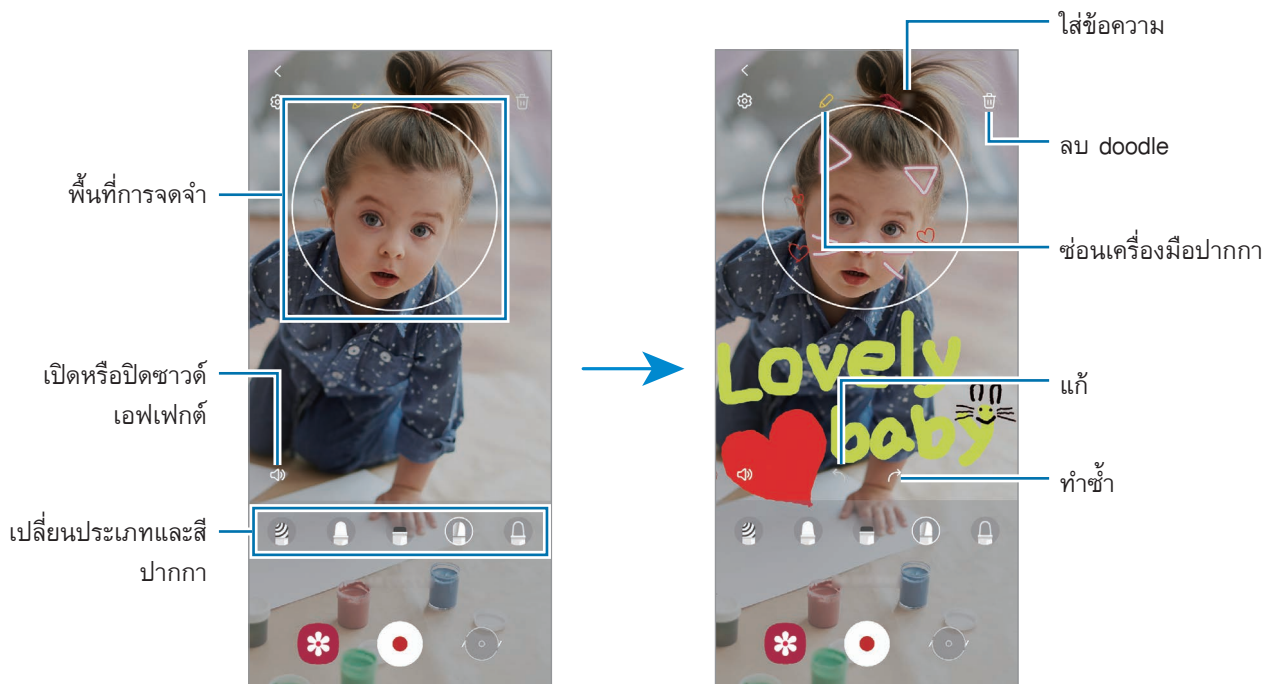 ใส่ข้อความ
ลบ doodle
พื้นที่การจดจำ
ซ่อนเครื่องมือปากกา
Lovely
baby
เปิดหรือปิดซาวด์
เอฟเฟกต์
แก้
ทำซ้ำ
เปลี่ยนประเภทและสี
ปากกา